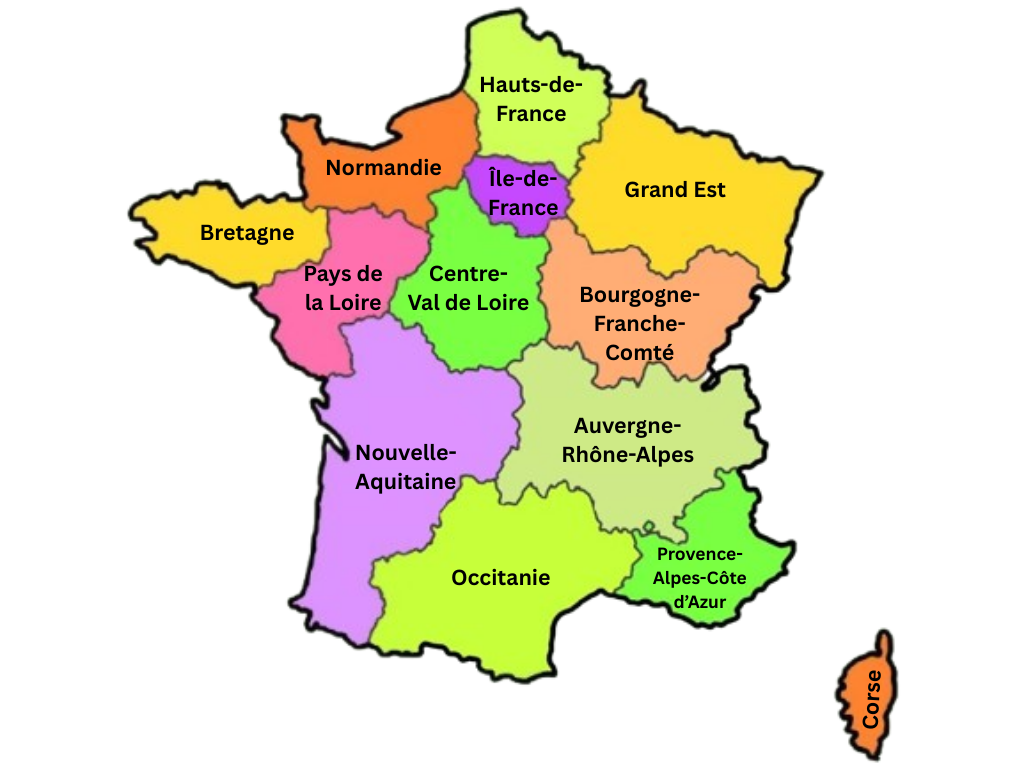 Hauts-de-
France
Normandie
Île-de-
France
Grand Est
Bretagne
Pays de
la Loire
Centre-
Val de Loire
Bourgogne-
Franche-
Comté
Auvergne-
Rhône-Alpes
Nouvelle-
Aquitaine
Occitanie
Provence-
Alpes-Côte
d’Azur
Corse